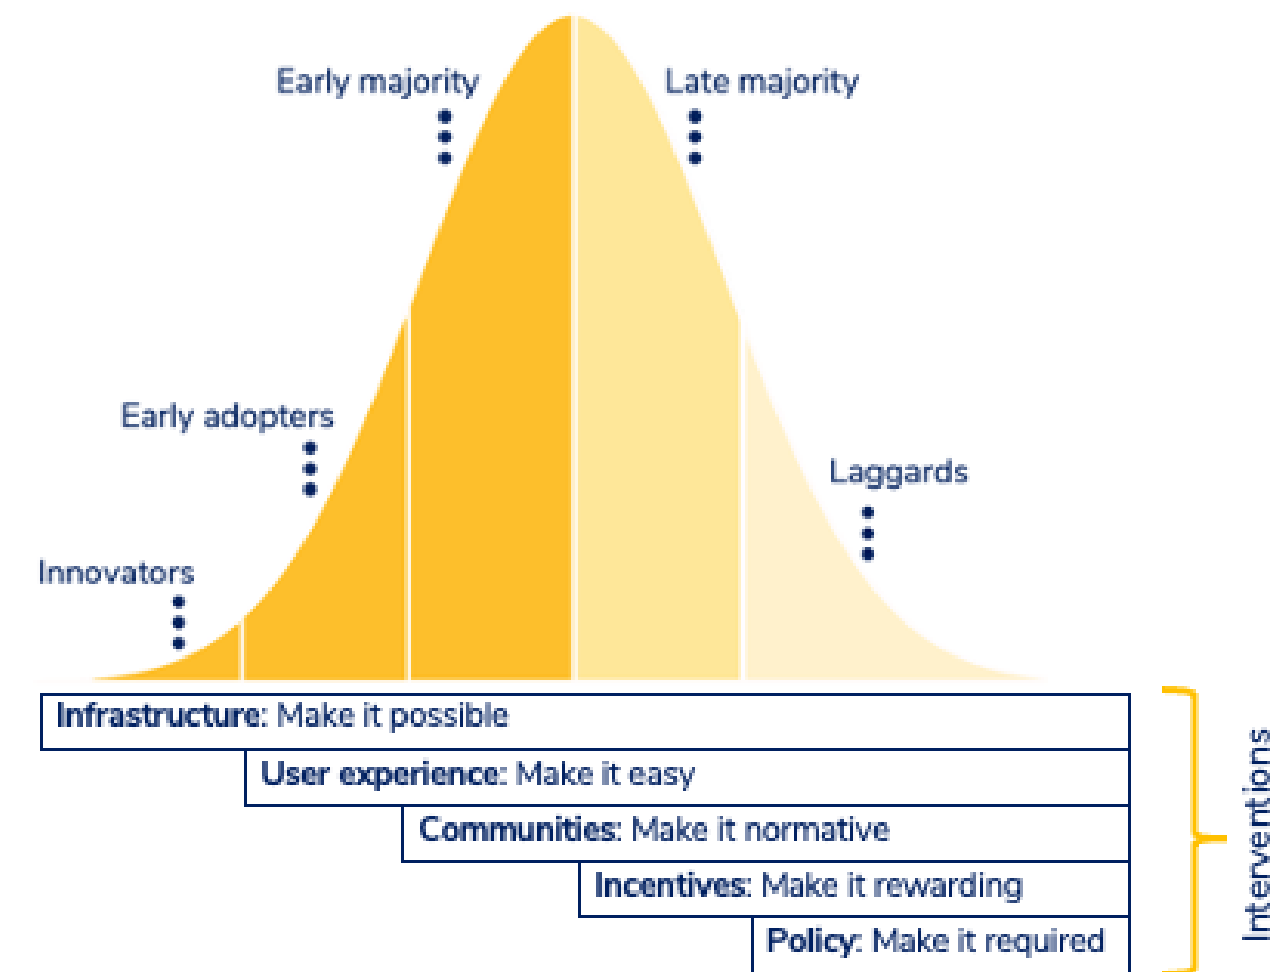 Early majority
Late majority
Early adopters
Laggards
Innovators
Infrastructure: Make it possible
User experience: Make it easy
Communities: Make it normative
Incentives: Make it rewarding
Policy: Make it required
Interventions